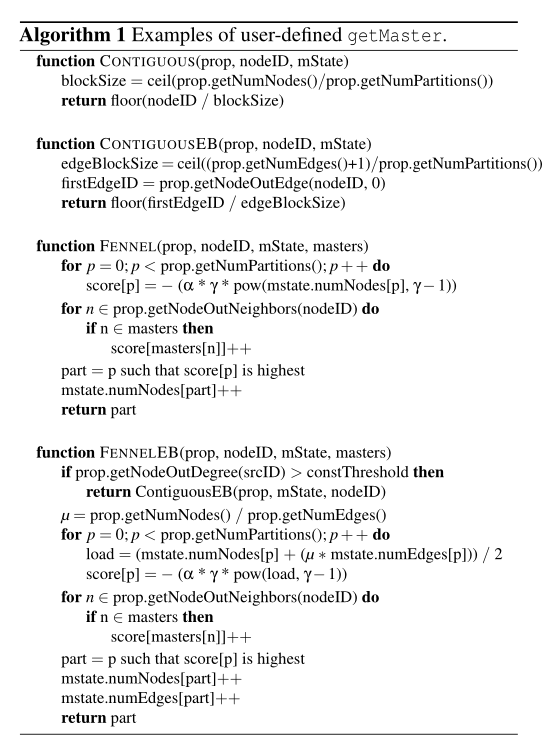 Algorithm 1 Examples of user-defined getMaster.
function CONTIGUOUS(prop, nodeID, mState)
blockSize = ceil(prop.getNumNodes()/prop.getNumPartitions())
return floor(nodeID / blockSize)
function CONTIGUOUSEB(prop, nodeID, mState)
edgeBlockSize = ceil((prop.getNumEdges()+1)/prop.getNumPartitions())
firstEdgeID = prop.getNodeOutEdge(nodeID, 0)
return floor(firstEdgeID / edgeBlockSize)
function FENNEL(prop, nodeID, mState, masters)
for p = 0; p < prop.getNumPartitions(); p++ do
score[p] = − (α * γ * pow(mstate.numNodes[p], γ − 1))
for n ∈ prop.getNodeOutNeighbors(nodeID) do
if n ∈ masters then
score[masters[n]]++
part = p such that score[p] is highest
mstate.numNodes[part]++
return part
function FENNELEB(prop, nodeID, mState, masters)
if prop.getNodeOutDegree(srcID) > constThreshold then
return ContiguousEB(prop, mState, nodeID)
μ = prop.getNumNodes() / prop.getNumEdges()
for p = 0; p < prop.getNumPartitions(); p++ do
load = (mstate.numNodes[p] + (μ * mstate.numEdges[p])) / 2
score[p] = − (α * γ * pow(load, γ − 1))
for n ∈ prop.getNodeOutNeighbors(nodeID) do
if n ∈ masters then
score[masters[n]]++
part = p such that score[p] is highest
mstate.numNodes[part]++
mstate.numEdges[part]++
return part